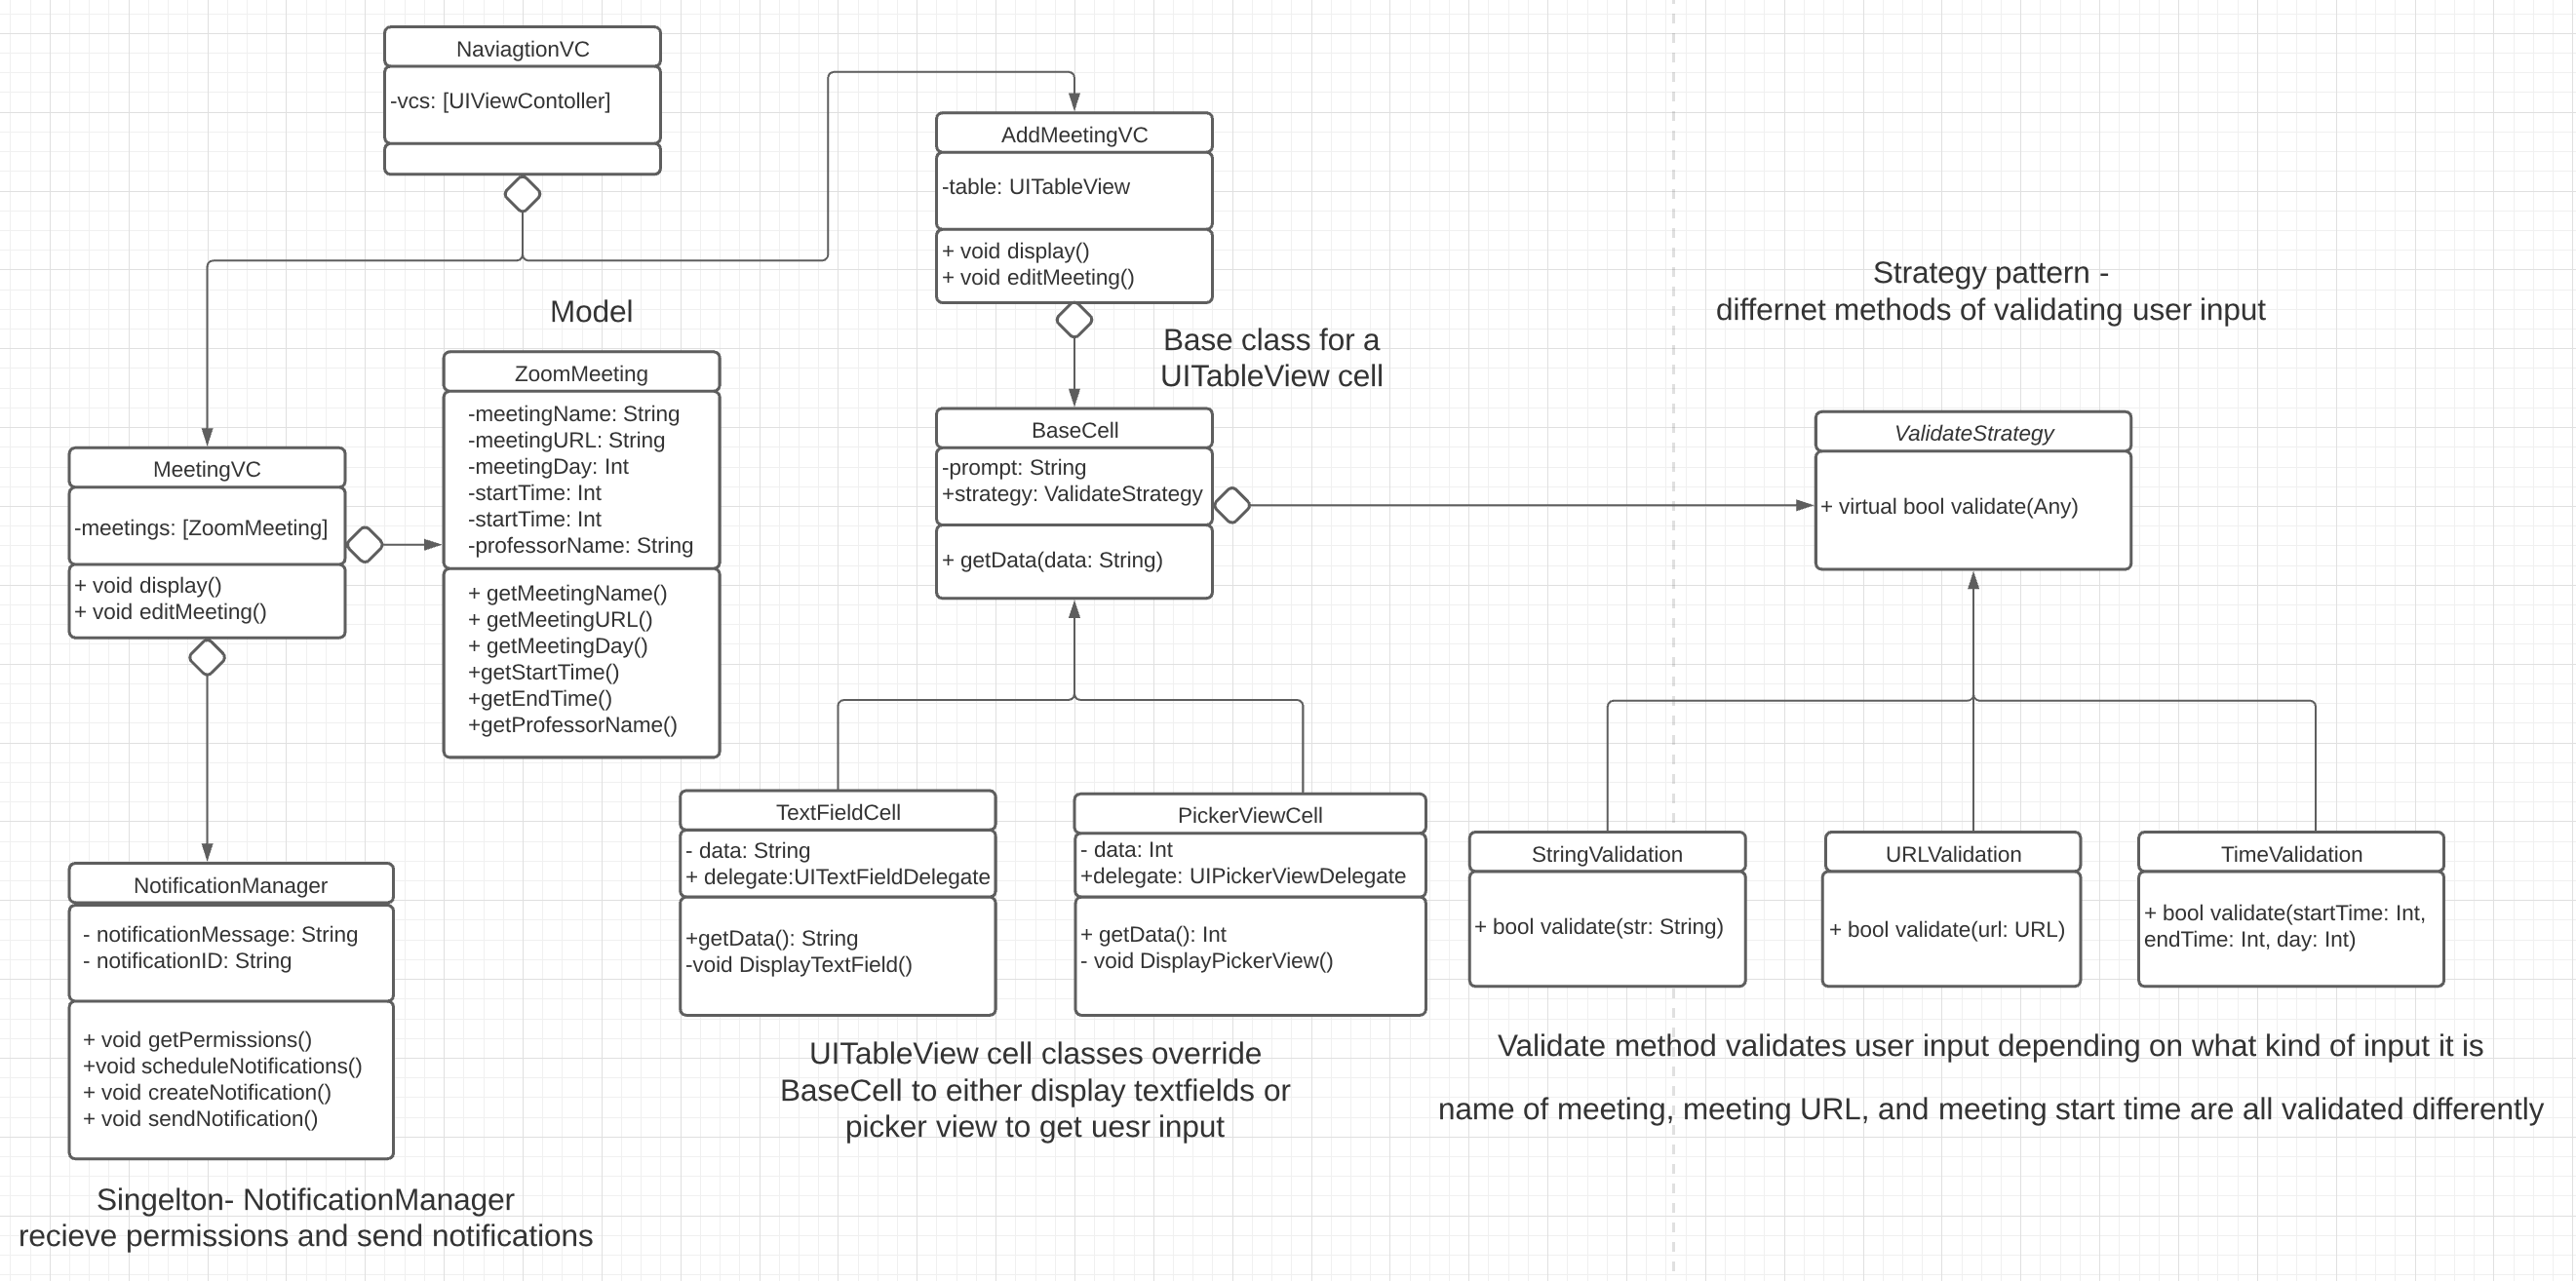 NaviagtionVC
-vcs: [UIViewContoller]
AddMeetingVC
-table: UITableView
+ void display()
+ void editMeeting()
Model
ZoomMeeting
-meetingName: String
-meetingURL: String
-meetingDay: Int
-startTime: Int
-startTime: Int
-professorName: String
+ getMeetingName()
+ getMeetingURL()
+ getMeetingDay()
+getStartTime()
+getEndTime()
+getProfessorName()
MeetingVC
-meetings: [ZoomMeeting]
+ void display()
+ void editMeeting()
NotificationManager
- notificationMessage: String
- notificationID: String
+ void getPermissions()
+void scheduleNotifications()
+ void createNotification()
+ void sendNotification()
Singelton- NotificationManager
recieve permissions and send notifications
Base class for a
UITableView cell
BaseCell
-prompt: String
+strategy: ValidateStrategy
+ getData(data: String)
TextFieldCell
- data: String
+ delegate:UITextFieldDelegate
+getData(): String
-void DisplayTextField()
PickerViewCell
- data: Int
+delegate: UIPickerViewDelegate
+ getData(): Int
- void DisplayPickerView()
UITableView cell classes override
BaseCell to either display textfields or
picker view to get uesr input
Strategy pattern -
differnet methods of validating user input
ValidateStrategy
+ virtual bool validate(Any)
StringValidation
+ bool validate(str: String)
URLValidation
+ bool validate(url: URL)
TimeValidation
+ bool validate(startTime: Int,
endTime: Int, day: Int)
Validate method validates user input depending on what kind of input it is
name of meeting, meeting URL, and meeting start time are all validated differently